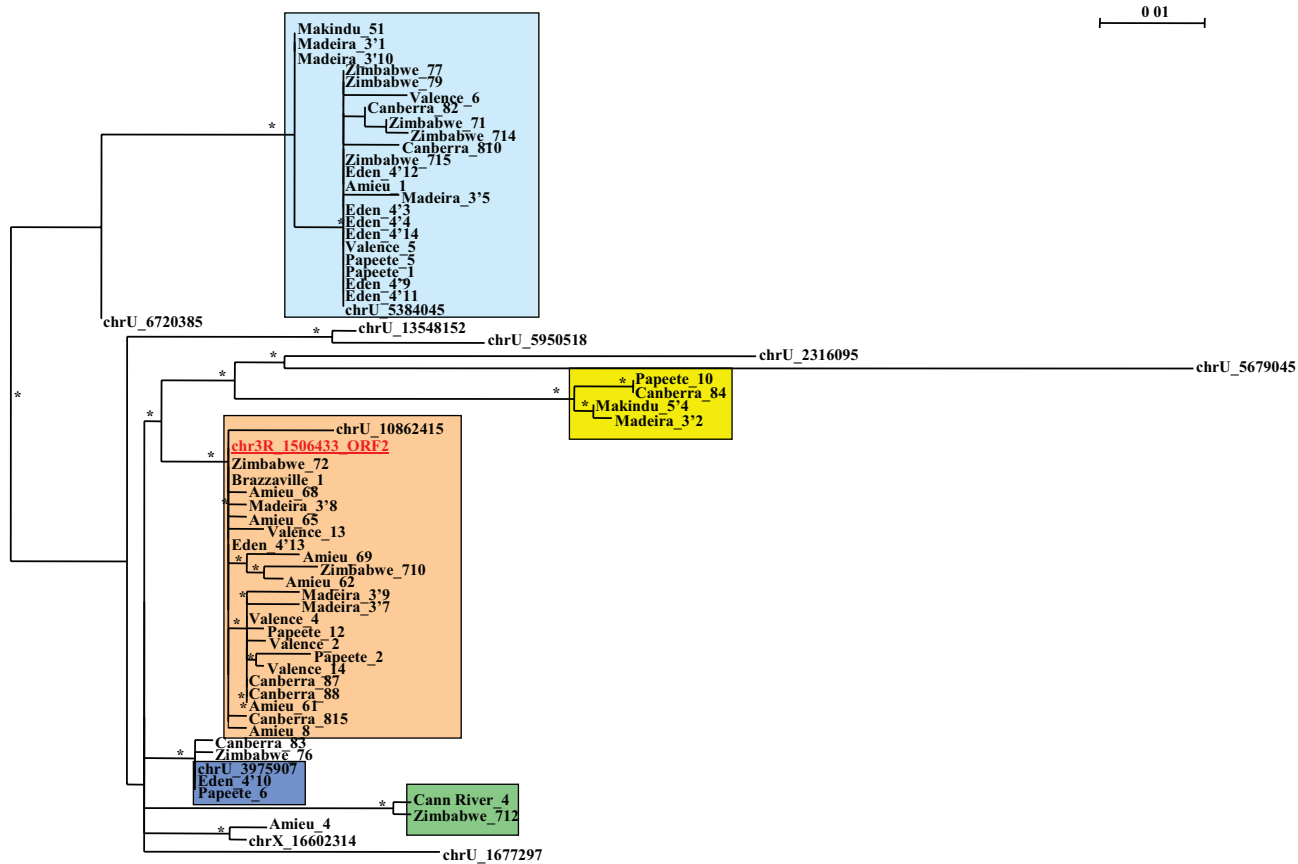 0 01
Makindu_51
Madeira_3'1
Madeira_3'10
Zimbabwe_77
Zimbabwe_79
Valence_6
Canberra_82
Zimbabwe_71
Zimbabwe_714
Canberra_810
Zimbabwe_715
Eden_4'12
Amieu_1
Madeira_3'5
Eden_4'3
Eden_4'4
Eden_4'14
Valence_5
Papeete_5
Papeete_1
Eden_4'9
Eden_4'11
chrU_5384045
chrU_6720385
chrU_13548152
chrU_5950518
chrU_2316095
chrU_5679045
Papeete_10
Canberra_84
Makindu_5'4
Madeira_3'2
chrU_10862415
chr3R_1506433_ORF2
Zimbabwe_72
Brazzaville_1
Amieu_68
Madeira_3'8
Amieu_65
Valence_13
Eden_4'13
Amieu_69
Zimbabwe_710
Amieu_62
Madeira_3'9
Madeira_3'7
Valence_4
Papeete_12
Valence_2
Papeete_2
Valence_14
Canberra_87
Canberra_88
Amieu_61
Canberra_815
Amieu_8
Canberra_83
Zimbabwe_76
chrU_3975907
Eden_4'10
Papeete_6
Cann River_4
Zimbabwe_712
Amieu_4
chrX_16602314
chrU_1677297